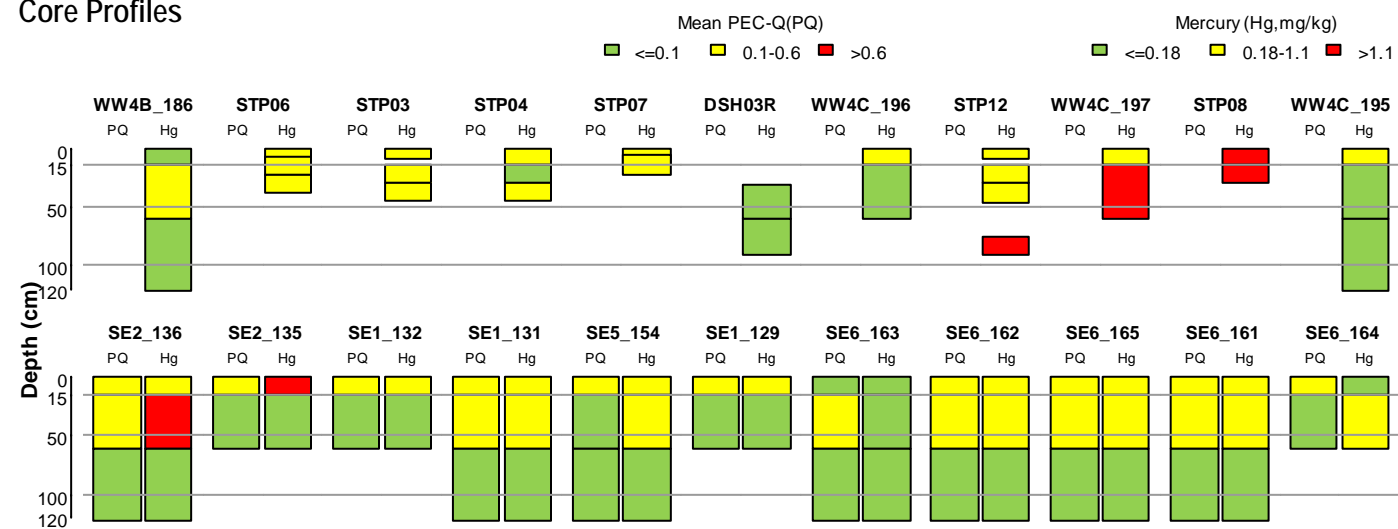 Core Profiles
Mean PEC-Q(PQ)
<=0.1 0.1-0.6 >0.6
Mercury (Hg,mg/kg)
<=0.18 0.18-1.1 >1.1
WW4B_186 STP06 STP03 STP04 STP07 DSH03R WW4C_196 STP12 WW4C_197 STP08 WW4C_195
PQ Hg PQ Hg PQ Hg PQ Hg PQ Hg PQ Hg PQ Hg PQ Hg PQ Hg PQ Hg PQ Hg
0
15
50
100
120
Depth (cm)
SE2_136 SE2_135 SE1_132 SE1_131 SE5_154 SE1_129 SE6_163 SE6_162 SE6_165 SE6_161 SE6_164
PQ Hg PQ Hg PQ Hg PQ Hg PQ Hg PQ Hg PQ Hg PQ Hg PQ Hg PQ Hg PQ Hg
0
15
50
100
120